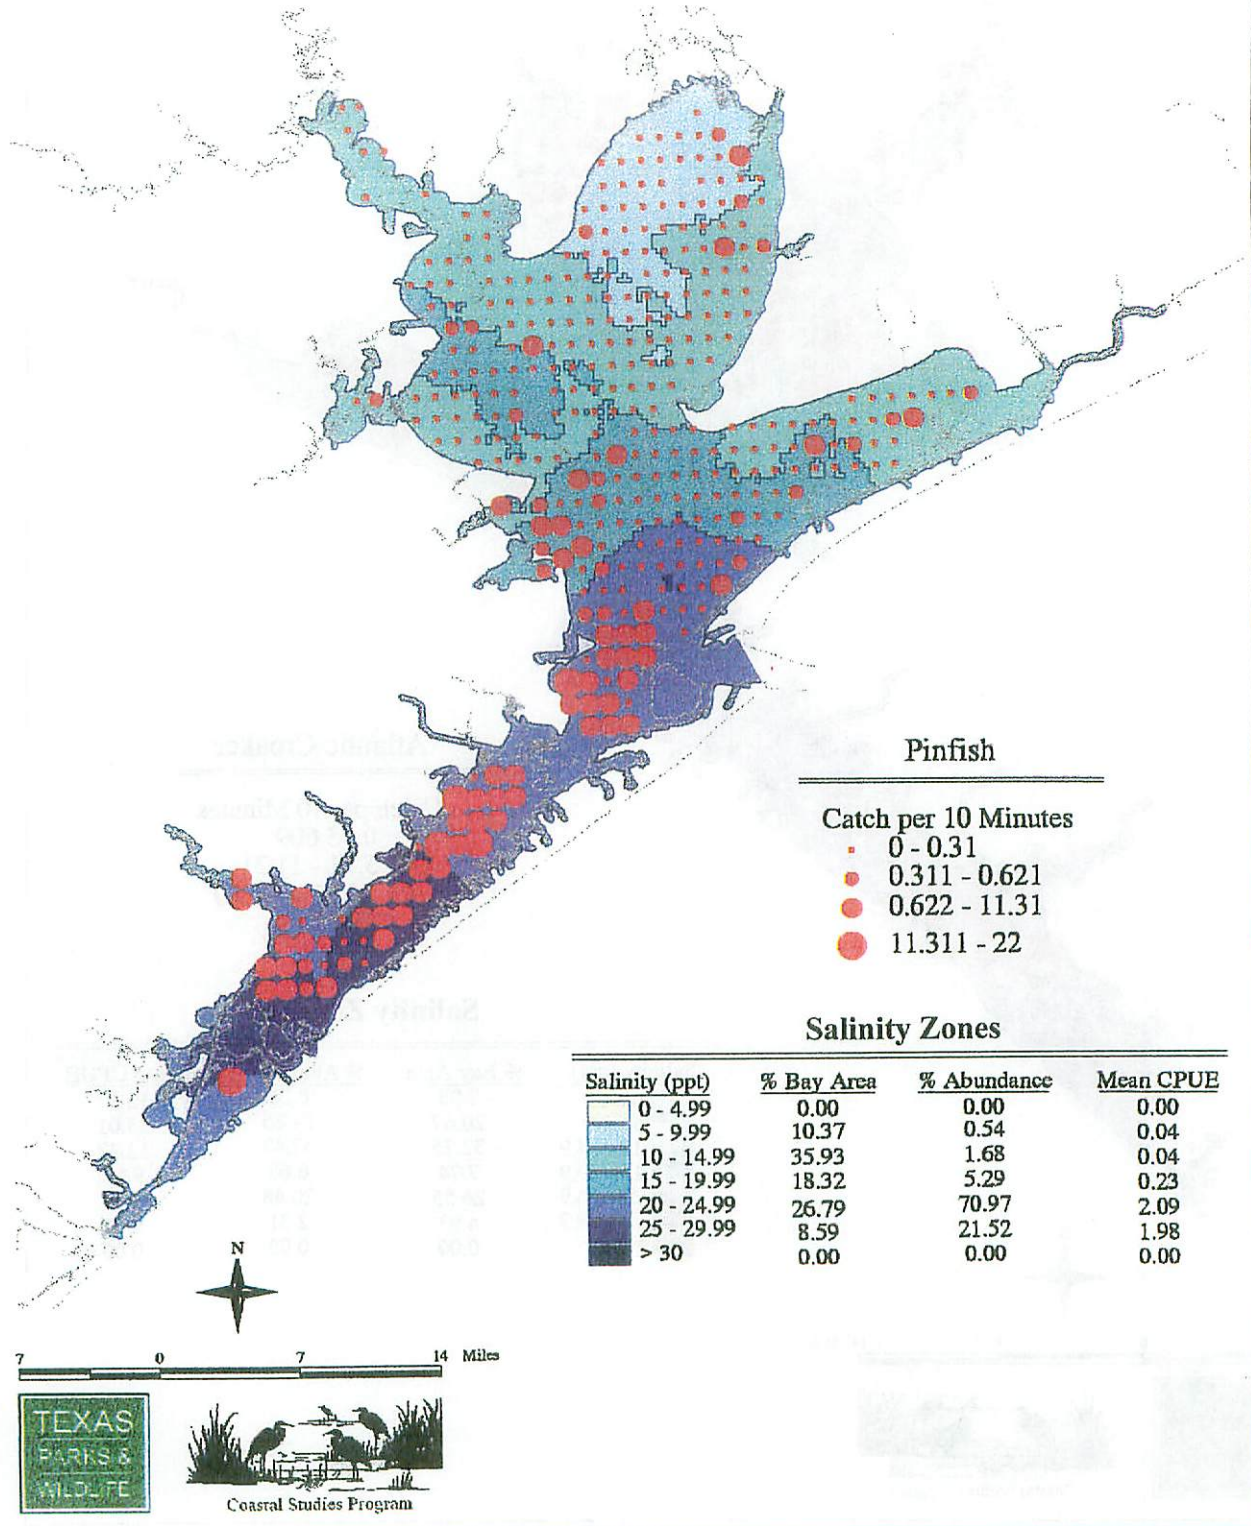 Pinfish
Catch per 10 Minutes
0 - 0.31
0.311 - 0.621
0.622 - 11.31
11.311 - 22
Salinity Zones
Salinity (ppt) % Bay Area % Abundance Mean CPUE
0 - 4.99 0.00 0.00 0.00
5 - 9.99 10.37 0.54 0.04
10 - 14.99 35.93 1.68 0.04
15 - 19.99 18.32 5.29 0.23
20 - 24.99 26.79 70.97 2.09
25 - 29.99 8.59 21.52 1.98
> 30 0.00 0.00 0.00
N
7 0 7 14 Miles
TEXAS
PARKS &
WILDLIFE
Coastal Studies Program